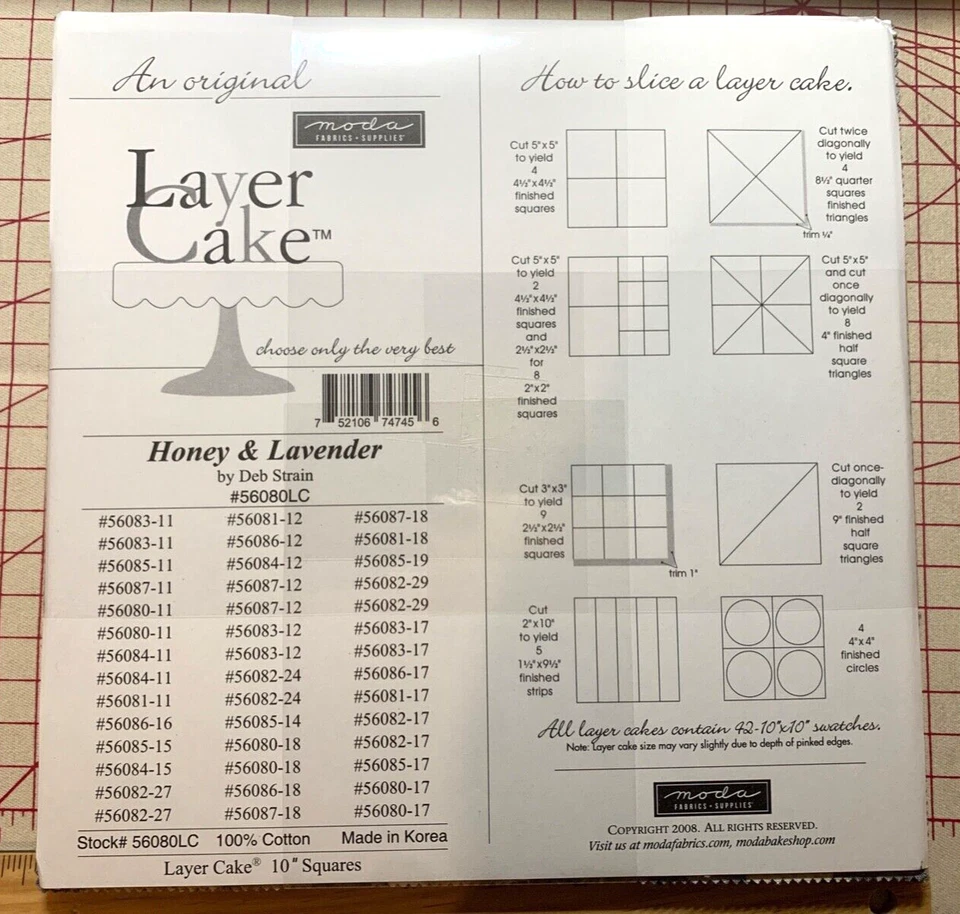 An original
moda
FABRICS + SUPPLIES®
Layer
Cake™
choose only the very best
7 52106 74745 6
Honey & Lavender
by Deb Strain
#56080LC
#56083-11
#56083-11
#56085-11
#56087-11
#56080-11
#56080-11
#56084-11
#56084-11
#56081-11
#56086-16
#56085-15
#56084-15
#56082-27
#56082-27
#56081-12
#56086-12
#56084-12
#56087-12
#56087-12
#56083-12
#56083-12
#56082-24
#56082-24
#56085-14
#56080-18
#56080-18
#56086-18
#56087-18
#56087-18
#56081-18
#56085-19
#56082-29
#56082-29
#56083-17
#56083-17
#56086-17
#56081-17
#56082-17
#56082-17
#56085-17
#56080-17
#56080-17
Stock# 56080LC 100% Cotton Made in Korea
Layer Cake® 10" Squares
How to slice a layer cake.
Cut 5"x5"
to yield
4
4½"x4½"
finished
squares
Cut twice
diagonally
to yield
4
8½" quarter
squares
finished
triangles
trim ¼"
Cut 5"x5"
to yield
2
4½"x4½"
finished
squares
and
2½"x2½"
for
8
2"x2"
finished
squares
Cut 5"x5"
and cut
once
diagonally
to yield
8
4" finished
half
square
triangles
Cut 3"x3"
to yield
9
2½"x2½"
finished
squares
trim 1"
Cut once-
diagonally
to yield
2
9" finished
half
square
triangles
Cut
2"x10"
to yield
5
1½"x9½"
finished
strips
4
4"x4"
finished
circles
All layer cakes contain 42-10"x10" swatches.
Note: Layer cake size may vary slightly due to depth of pinked edges.
moda
FABRICS + SUPPLIES®
COPYRIGHT 2008. ALL RIGHTS RESERVED.
Visit us at modafabrics.com, modabakeshop.com